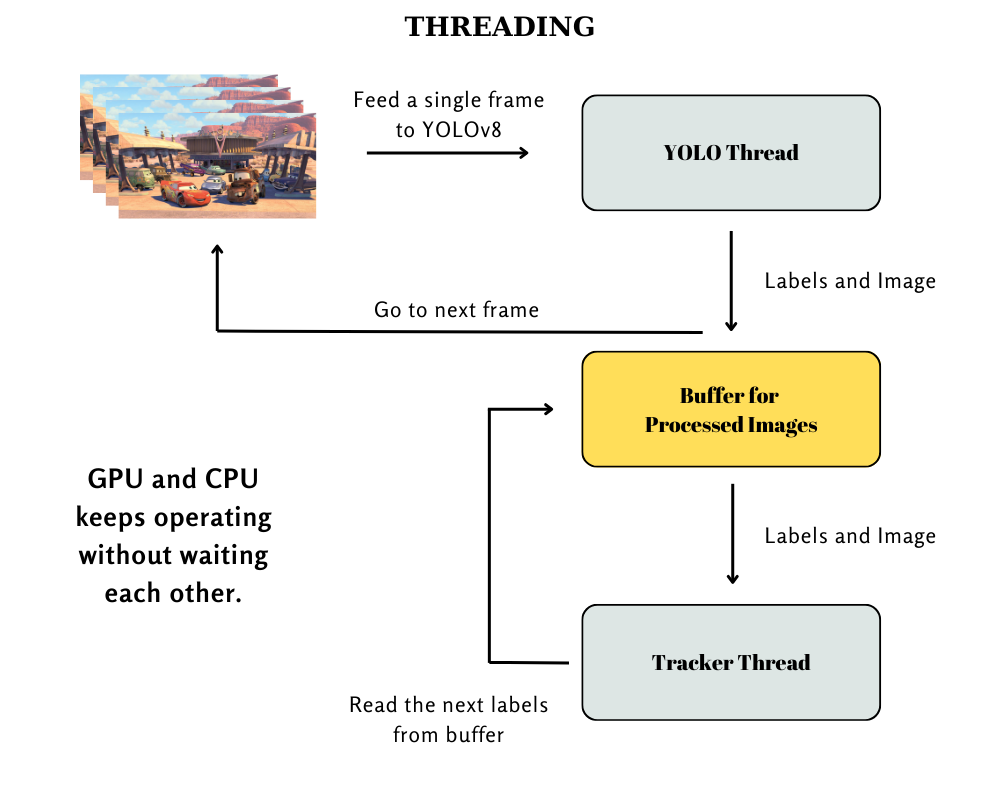 THREADING
Feed a single frame
to YOLOv8
YOLO Thread
Labels and Image
Go to next frame
Buffer for
Processed Images
GPU and CPU
keeps operating
without waiting
each other.
Labels and Image
Tracker Thread
Read the next labels
from buffer